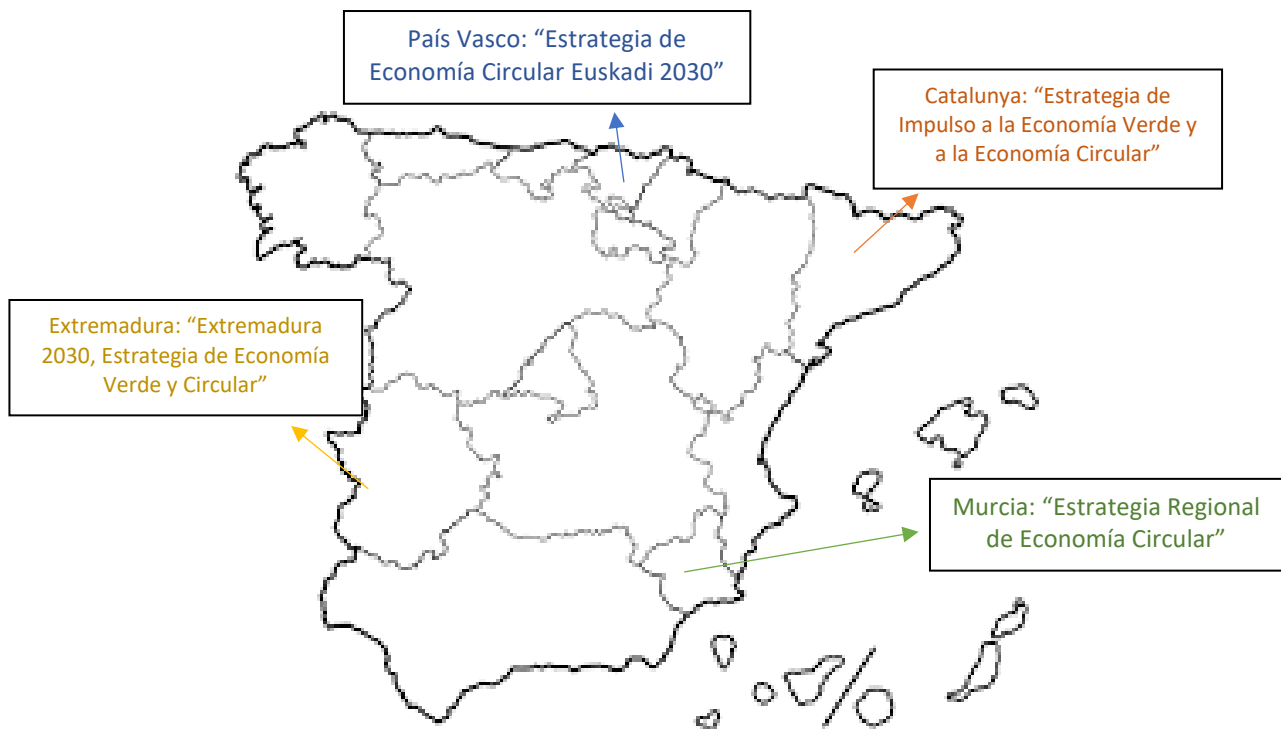 País Vasco: “Estrategia de
Economía Circular Euskadi 2030”
Catalunya: “Estrategia de
Impulso a la Economía Verde y
a la Economía Circular”
Extremadura: “Extremadura
2030, Estrategia de Economía
Verde y Circular”
Murcia: “Estrategia Regional
de Economía Circular”